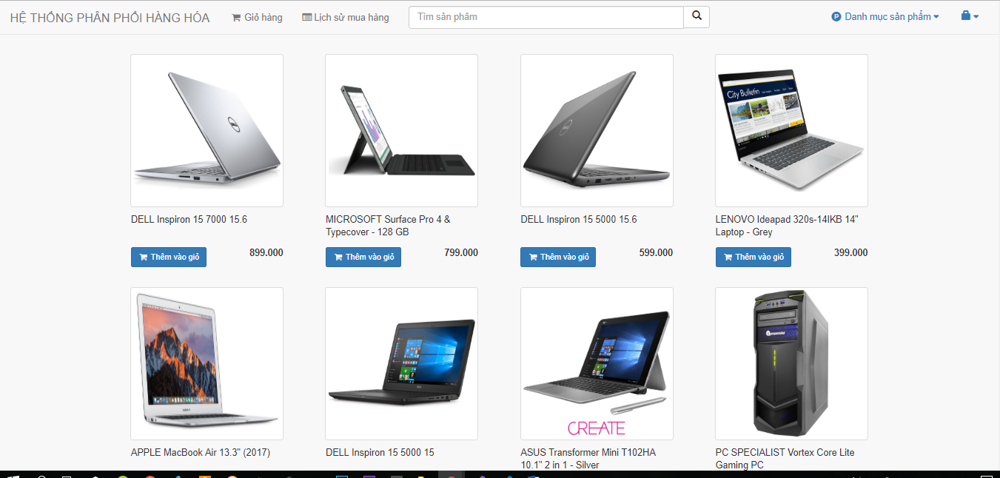 HỆ THỐNG PHÂN PHỐI HÀNG HÓA
Giỏ hàng
Lịch sử mua hàng
Tìm sản phẩm
Danh mục sản phẩm
City Bulletin
DELL Inspiron 15 7000 15.6
MICROSOFT Surface Pro 4 &
Typecover - 128 GB
DELL Inspiron 15 5000 15.6
LENOVO Ideapad 320s-14IKB 14"
Laptop - Grey
Thêm vào giỏ
899.000
Thêm vào giỏ
799.000
Thêm vào giỏ
599.000
Thêm vào giỏ
399.000
CREATE
APPLE MacBook Air 13.3" (2017)
DELL Inspiron 15 5000 15
ASUS Transformer Mini T102HA
10.1" 2 in 1 - Silver
PC SPECIALIST Vortex Core Lite
Gaming PC